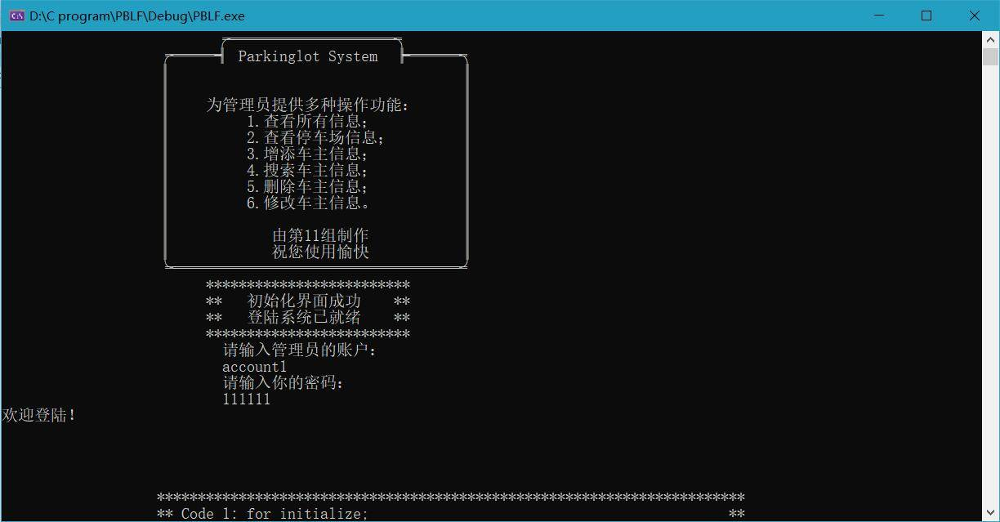 D:\C program\PBLF\Debug\PBLF.exe
Parkinglot System
为管理员提供多种操作功能：
1.查看所有信息；
2.查看停车场信息；
3.增添车主信息；
4.搜索车主信息；
5.删除车主信息；
6.修改车主信息。
由第11组制作
祝您使用愉快
*************************
** 初始化界面成功 **
** 登陆系统已就绪 **
*************************
请输入管理员的账户：
account1
请输入你的密码：
111111
欢迎登陆！
************************************************************************
** Code 1: for initialize; **